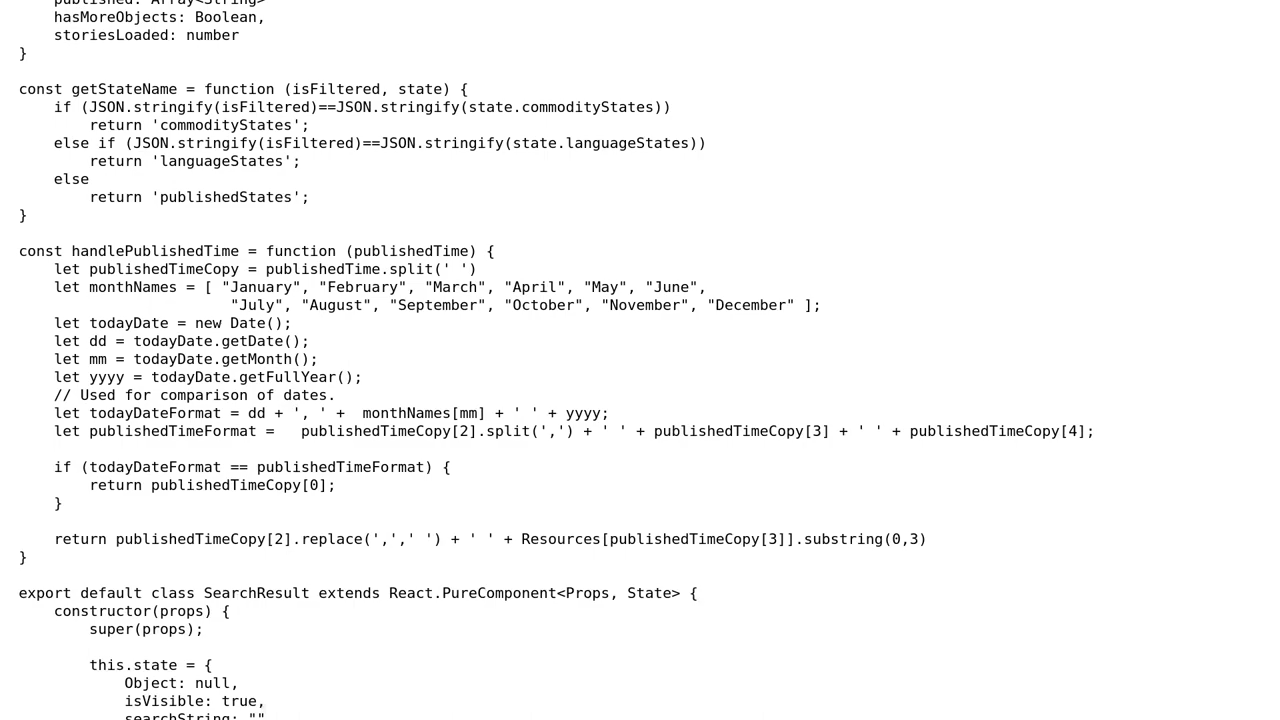 published: Array<String>
    hasMoreObjects: Boolean,
    storiesLoaded: number
}

const getStateName = function (isFiltered, state) {
    if (JSON.stringify(isFiltered)==JSON.stringify(state.commodityStates))
        return 'commodityStates';
    else if (JSON.stringify(isFiltered)==JSON.stringify(state.languageStates))
        return 'languageStates';
    else
        return 'publishedStates';
}

const handlePublishedTime = function (publishedTime) {
    let publishedTimeCopy = publishedTime.split(' ')
    let monthNames = [ "January", "February", "March", "April", "May", "June",
                        "July", "August", "September", "October", "November", "December" ];
    let todayDate = new Date();
    let dd = todayDate.getDate();
    let mm = todayDate.getMonth();
    let yyyy = todayDate.getFullYear();
    // Used for comparison of dates.
    let todayDateFormat = dd + ', ' +  monthNames[mm] + ' ' + yyyy;
    let publishedTimeFormat =   publishedTimeCopy[2].split(',') + ' ' + publishedTimeCopy[3] + ' ' + publishedTimeCopy[4];

    if (todayDateFormat == publishedTimeFormat) {
        return publishedTimeCopy[0];
    }

    return publishedTimeCopy[2].replace(',',' ') + ' ' + Resources[publishedTimeCopy[3]].substring(0,3)
}

export default class SearchResult extends React.PureComponent<Props, State> {
    constructor(props) {
        super(props);

        this.state = {
            Object: null,
            isVisible: true,
            searchString: ""